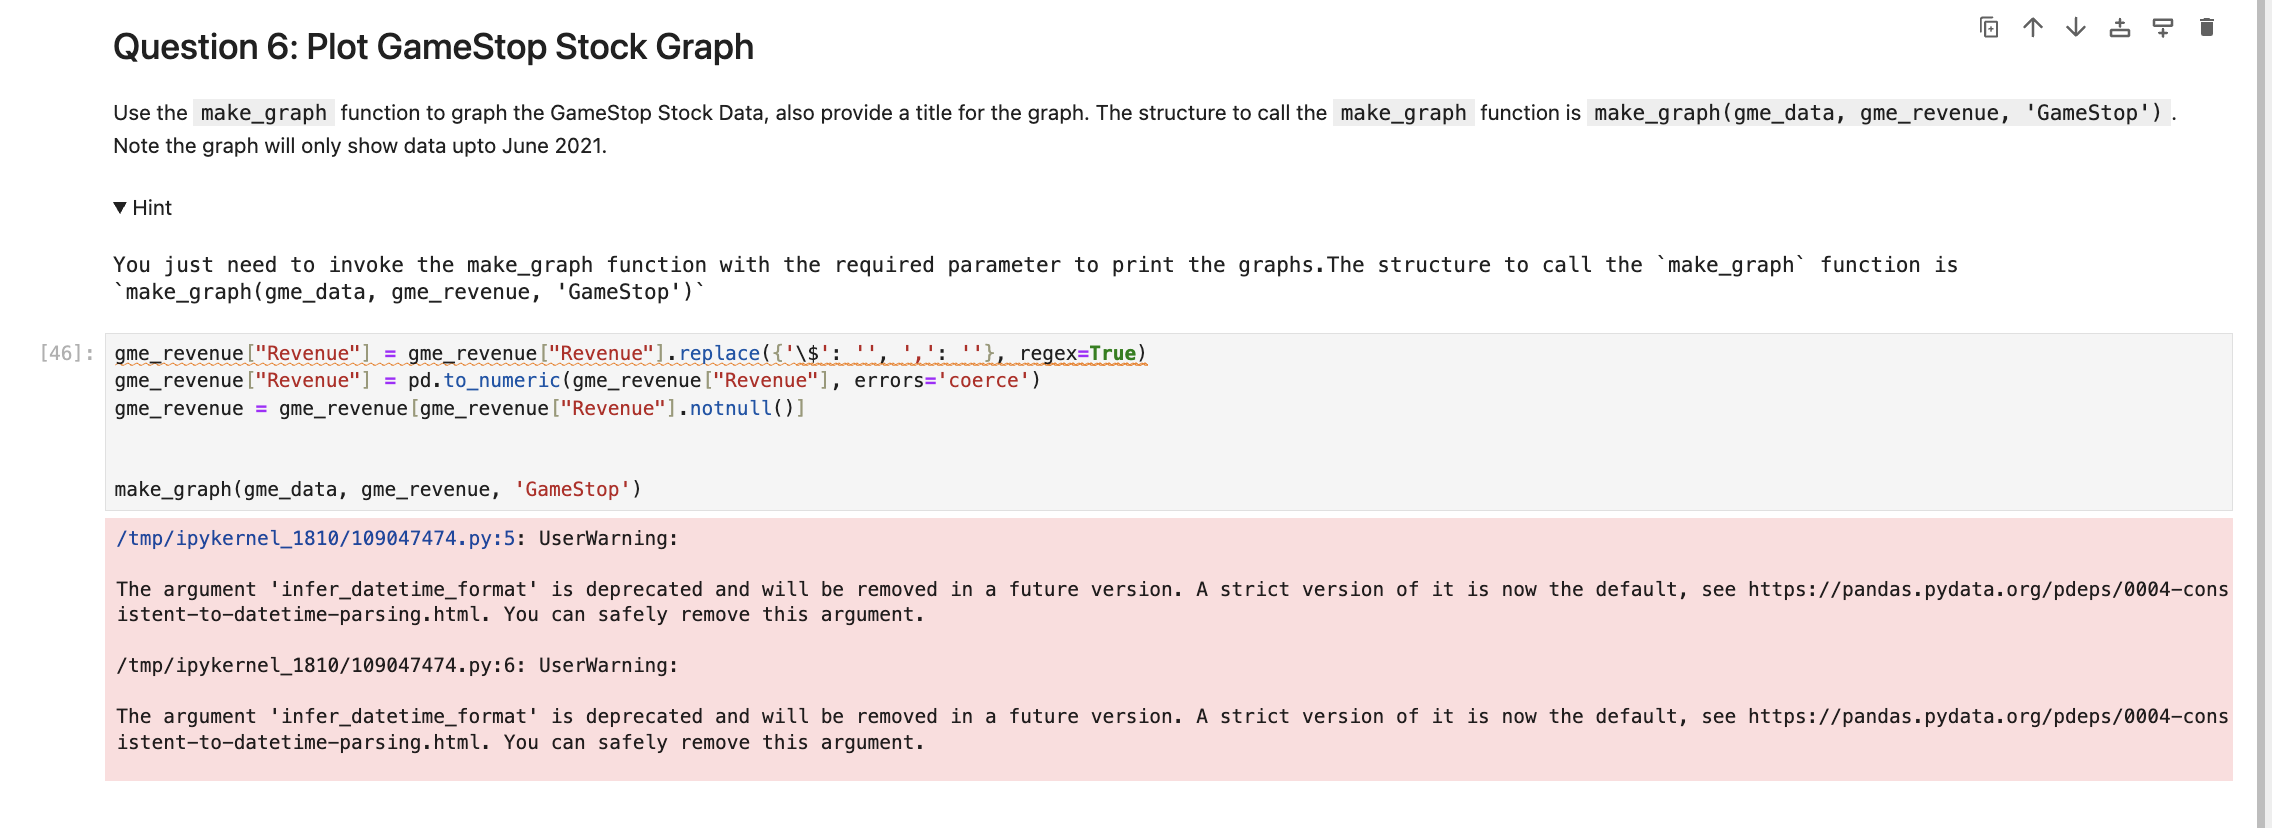 Question 6: Plot GameStop Stock Graph
Use the make_graph function to graph the GameStop Stock Data, also provide a title for the graph. The structure to call the make_graph function is make_graph(gme_data, gme_revenue, 'GameStop') .
Note the graph will only show data upto June 2021.
▼ Hint
You just need to invoke the make_graph function with the required parameter to print the graphs.The structure to call the `make_graph` function is
`make_graph(gme_data, gme_revenue, 'GameStop')`
[46]: gme_revenue["Revenue"] = gme_revenue["Revenue"].replace({'\$': '', ',': ''}, regex=True)
gme_revenue["Revenue"] = pd.to_numeric(gme_revenue["Revenue"], errors='coerce')
gme_revenue = gme_revenue[gme_revenue["Revenue"].notnull()]
make_graph(gme_data, gme_revenue, 'GameStop')
/tmp/ipykernel_1810/109047474.py:5: UserWarning:
The argument 'infer_datetime_format' is deprecated and will be removed in a future version. A strict version of it is now the default, see https://pandas.pydata.org/pdeps/0004-cons
istent-to-datetime-parsing.html. You can safely remove this argument.
/tmp/ipykernel_1810/109047474.py:6: UserWarning:
The argument 'infer_datetime_format' is deprecated and will be removed in a future version. A strict version of it is now the default, see https://pandas.pydata.org/pdeps/0004-cons
istent-to-datetime-parsing.html. You can safely remove this argument.